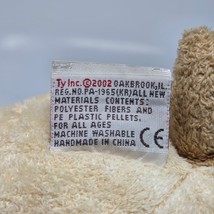 Ty Inc. ©2002 OAKBROOK,IL.
REG.NO.PA-1965(KR)ALL NEW
MATERIALS CONTENTS:
POLYESTER FIBERS AND
PE PLASTIC PELLETS.
FOR ALL AGES
MACHINE WASHABLE
HANDMADE IN CHINA
CE